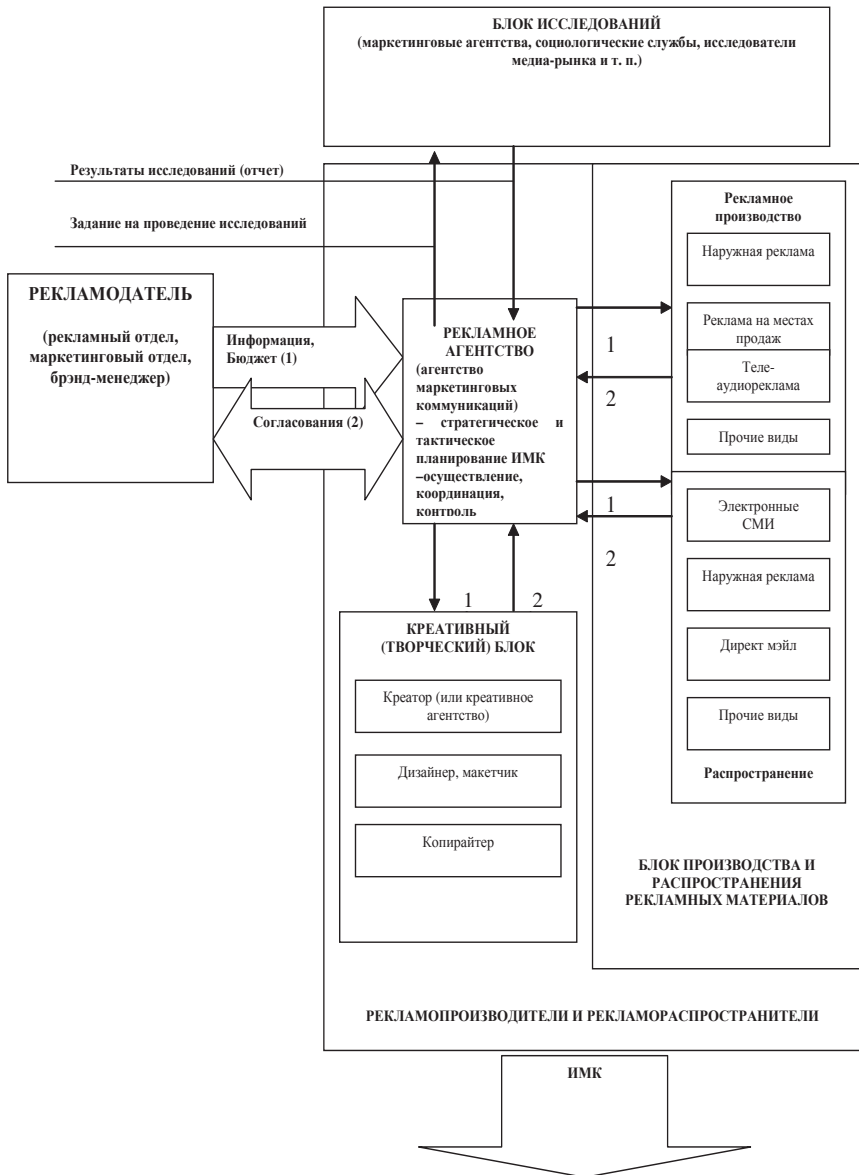 БЛОК ИССЛЕДОВАНИЙ
(маркетинговые агентства, социологические службы, исследователи
медиа-рынка и т. п.)
Результаты исследований (отчет)
Задание на проведение исследований
РЕКЛАМОДАТЕЛЬ
(рекламный отдел,
маркетинговый отдел,
брэнд-менеджер)
Информация,
Бюджет (1)
Согласования (2)
РЕКЛАМНОЕ
АГЕНТСТВО
(агентство
маркетинговых
коммуникаций)
– стратегическое и
тактическое
планирование ИМК
–осуществление,
координация,
контроль
1
2
1
2
1
2
Рекламное
производство
Наружная реклама
Реклама на местах
продаж
Теле-
аудиореклама
Прочие виды
Электронные
СМИ
Наружная реклама
Директ мэйл
Прочие виды
Распространение
КРЕАТИВНЫЙ
(ТВОРЧЕСКИЙ) БЛОК
Креатор (или креативное
агентство)
Дизайнер, макетчик
Копирайтер
БЛОК ПРОИЗВОДСТВА И
РАСПРОСТРАНЕНИЯ
РЕКЛАМНЫХ МАТЕРИАЛОВ
РЕКЛАМОПРОИЗВОДИТЕЛИ И РЕКЛАМОРАСПРОСТРАНИТЕЛИ
ИМК